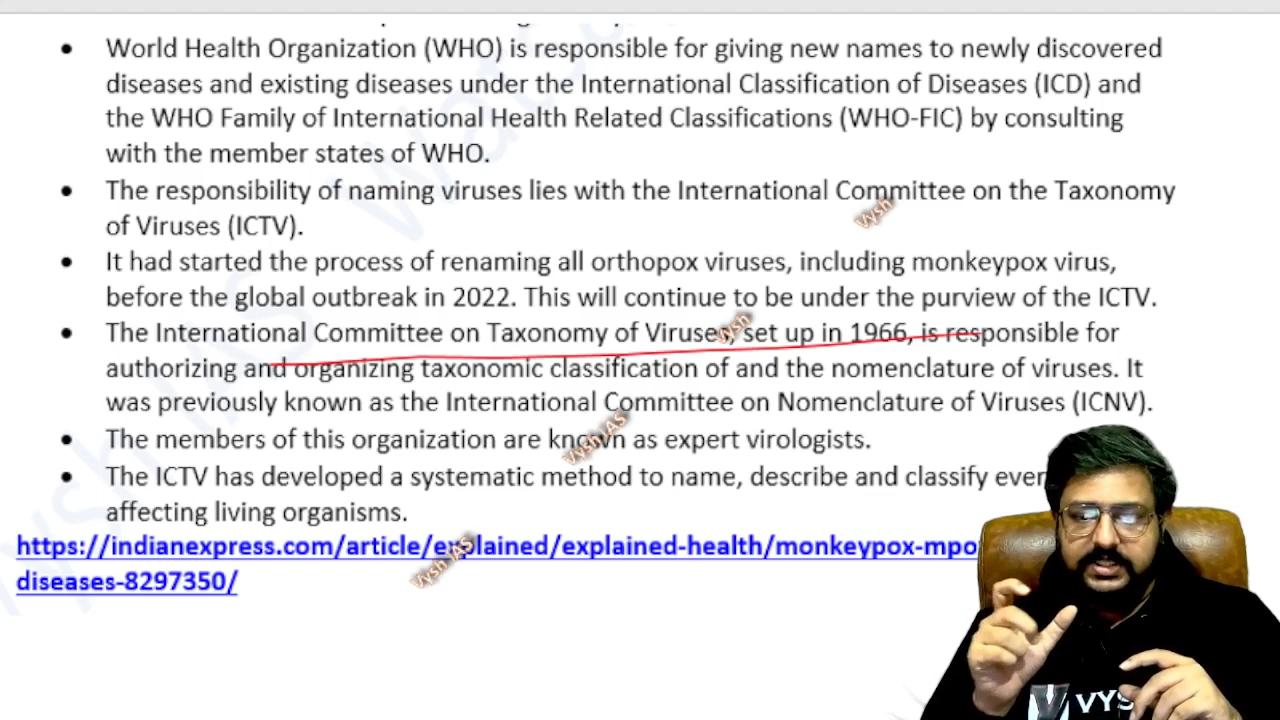 • World Health Organization (WHO) is responsible for giving new names to newly discovered
diseases and existing diseases under the International Classification of Diseases (ICD) and
the WHO Family of International Health Related Classifications (WHO-FIC) by consulting
with the member states of WHO.
• The responsibility of naming viruses lies with the International Committee on the Taxonomy
of Viruses (ICTV).
• It had started the process of renaming all orthopox viruses, including monkeypox virus,
before the global outbreak in 2022. This will continue to be under the purview of the ICTV.
• The International Committee on Taxonomy of Viruses, set up in 1966, is responsible for
authorizing and organizing taxonomic classification of and the nomenclature of viruses. It
was previously known as the International Committee on Nomenclature of Viruses (ICNV).
• The members of this organization are known as expert virologists.
• The ICTV has developed a systematic method to name, describe and classify
affecting living organisms.
https://indianexpress.com/article/explained/explained-health/monkeypox-mpo
diseases-8297350/
Vysh
Vysh
Vysh IAS
Vysh IAS
VYS